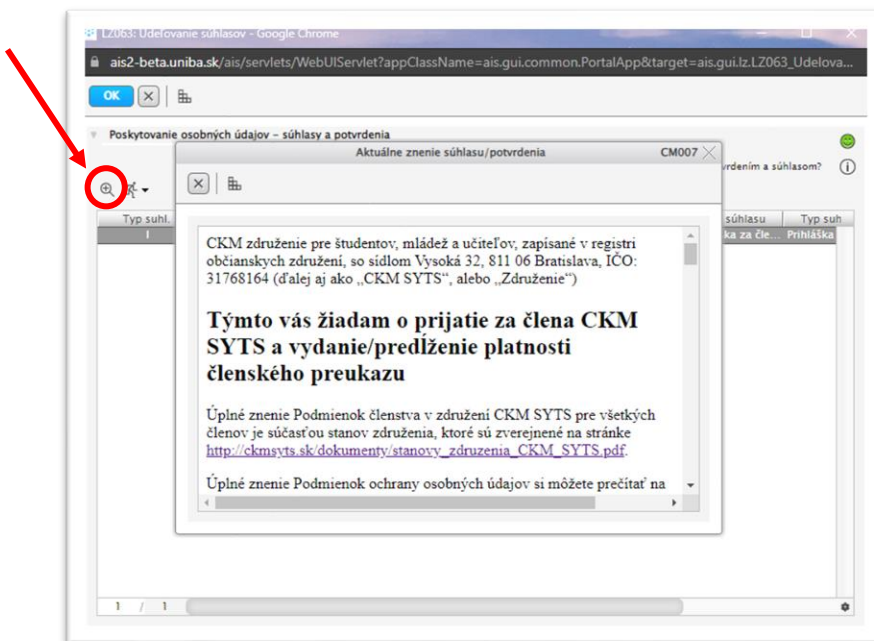 LZ063: Udeľovanie súhlasov - Google Chrome
ais2-beta.uniba.sk/ais/servlets/WebUIServlet?appClassName=ais.gui.common.PortalApp&target=ais.gui.lz.LZ063_Udelova...
OK
Poskytovanie osobných údajov – súhlasy a potvrdenia
Aktuálne znenie súhlasu/potvrdenia CM007
vrdením a súhlasom?
Typ suhl. súhlasu Typ suh
I ka za čle... Prihláška
CKM združenie pre študentov, mládež a učiteľov, zapísané v registri
občianskych združení, so sídlom Vysoká 32, 811 06 Bratislava, IČO:
31768164 (ďalej aj ako „CKM SYTS“, alebo „Združenie“)
Týmto vás žiadam o prijatie za člena CKM
SYTS a vydanie/predĺženie platnosti
členského preukazu
Úplné znenie Podmienok členstva v združení CKM SYTS pre všetkých
členov je súčasťou stanov združenia, ktoré sú zverejnené na stránke
http://ckmsyts.sk/dokumenty/stanovy_zdruzenia_CKM_SYTS.pdf.
Úplné znenie Podmienok ochrany osobných údajov si môžete prečítať na
1 / 1